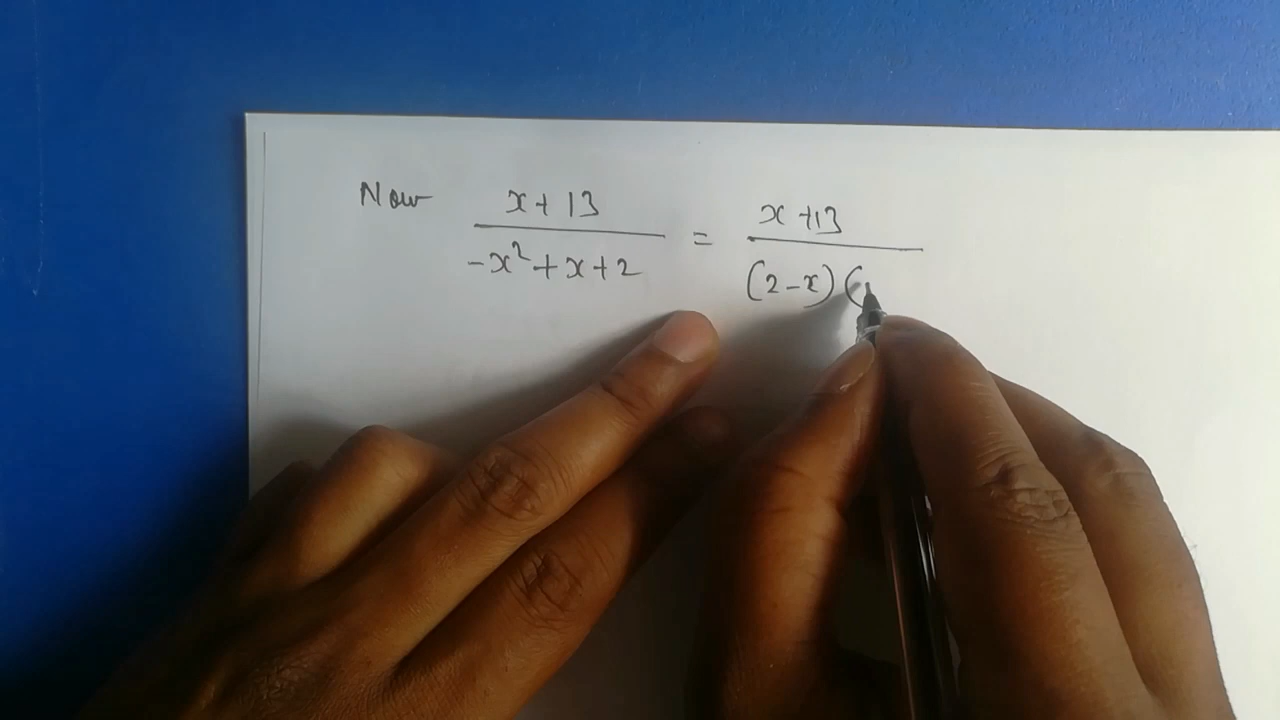 Now x + 13 / -x² + x + 2 = x + 13 / (2 - x) (